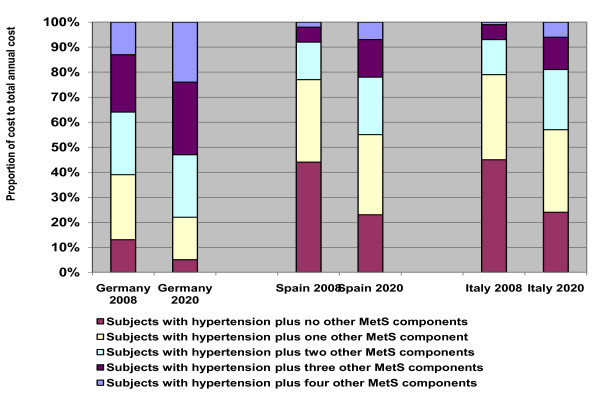 Proportion of cost to total annual cost
100%
90%
80%
70%
60%
50%
40%
30%
20%
10%
0%
Germany 2008
Germany 2020
Spain 2008
Spain 2020
Italy 2008
Italy 2020
Subjects with hypertension plus no other MetS components
Subjects with hypertension plus one other MetS component
Subjects with hypertension plus two other MetS components
Subjects with hypertension plus three other MetS components
Subjects with hypertension plus four other MetS components